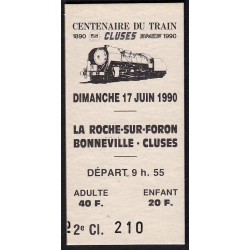 CENTENAIRE DU TRAIN
1890 CLUSES 1990
DIMANCHE 17 JUIN 1990
LA ROCHE-SUR-FORON
BONNEVILLE - CLUSES
DÉPART 9 h. 55
ADULTE ENFANT
40 F. 20 F.
2 2e Cl. 210